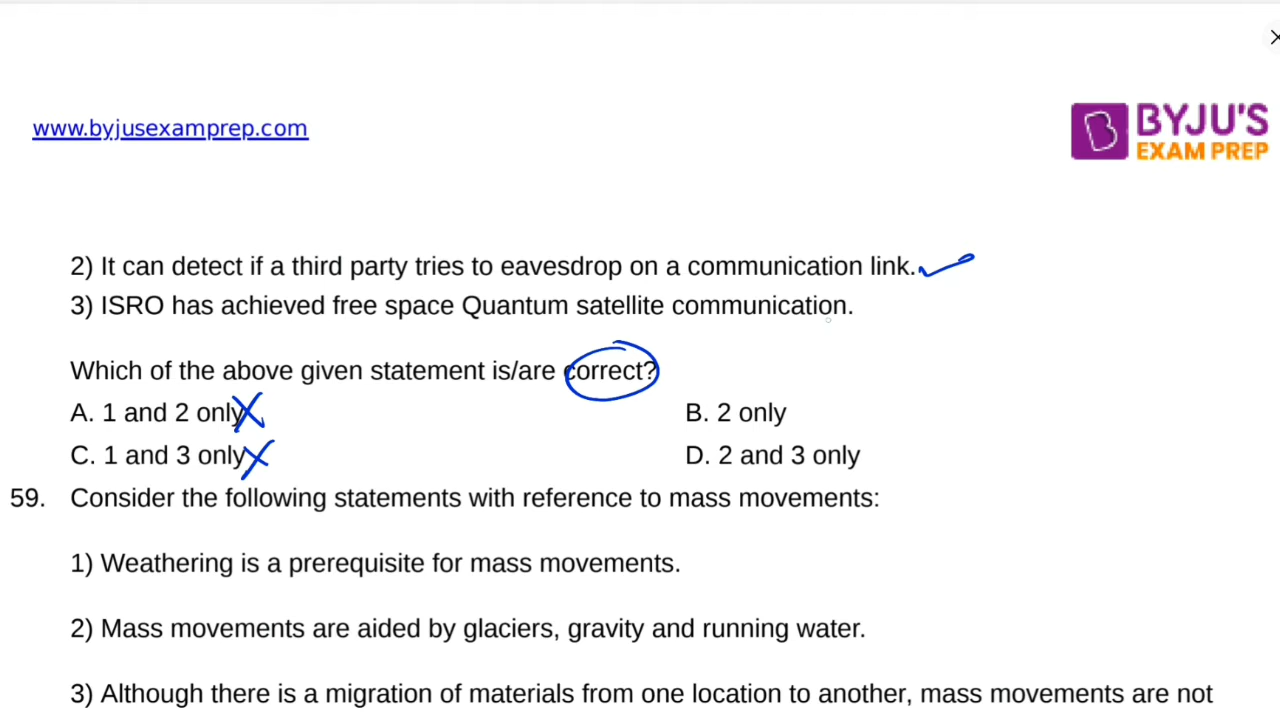 www.byjusexamprep.com
BYJU'S
EXAM PREP
2) It can detect if a third party tries to eavesdrop on a communication link.
3) ISRO has achieved free space Quantum satellite communication.
Which of the above given statement is/are correct?
A. 1 and 2 only
B. 2 only
C. 1 and 3 only
D. 2 and 3 only
59. Consider the following statements with reference to mass movements:
1) Weathering is a prerequisite for mass movements.
2) Mass movements are aided by glaciers, gravity and running water.
3) Although there is a migration of materials from one location to another, mass movements are not